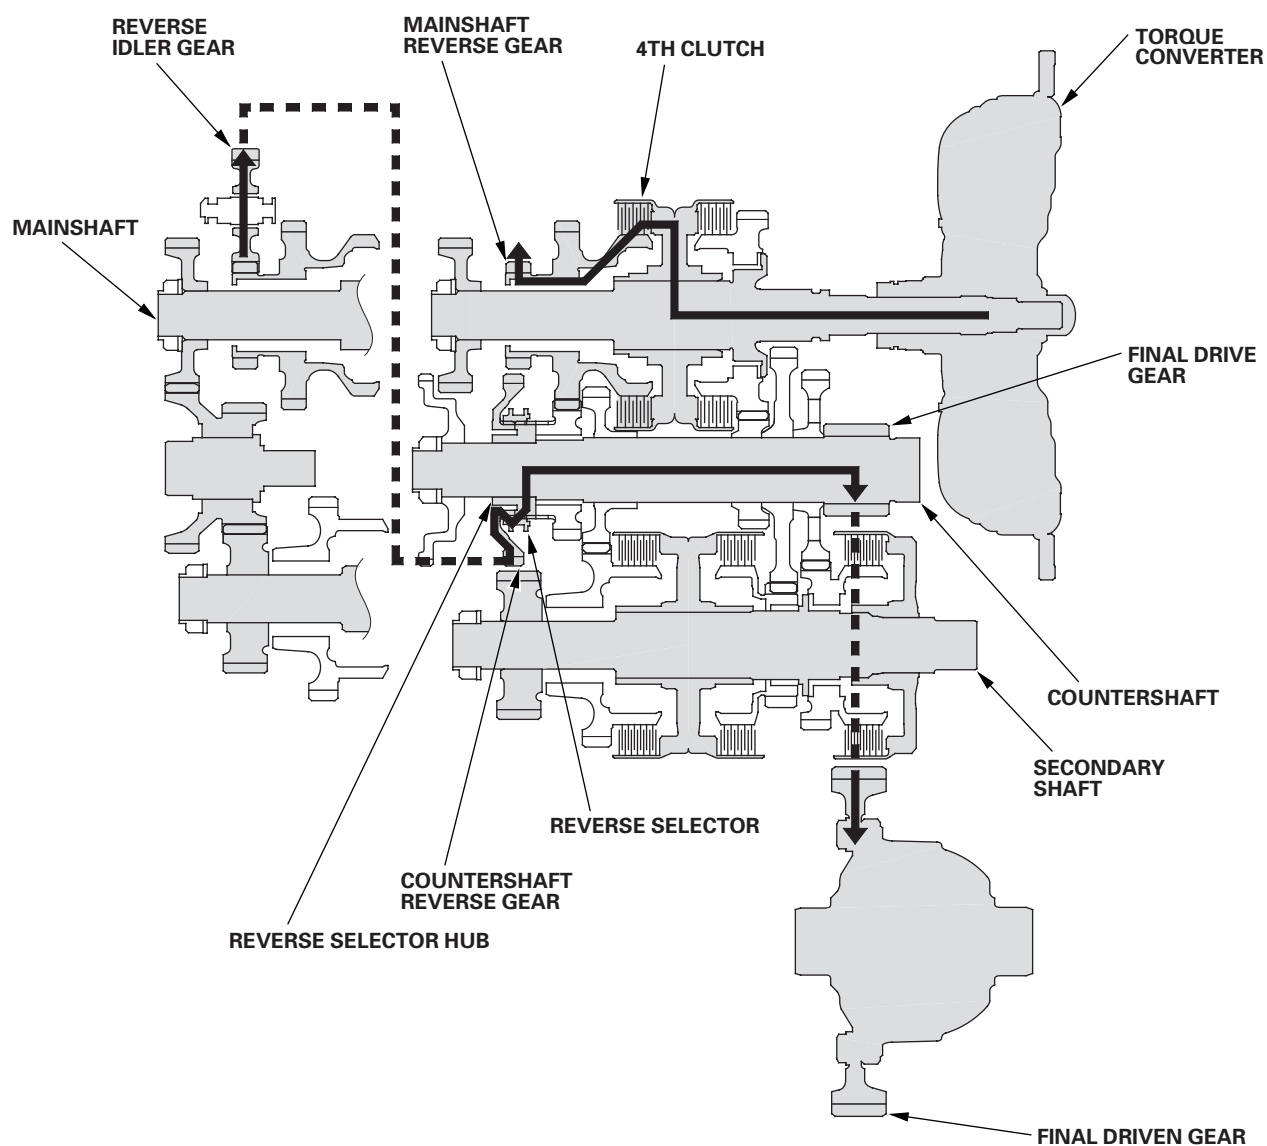 REVERSE
IDLER GEAR
MAINSHAFT
REVERSE GEAR
4TH CLUTCH
TORQUE
CONVERTER
MAINSHAFT
FINAL DRIVE
GEAR
COUNTERSHAFT
SECONDARY
SHAFT
REVERSE SELECTOR
COUNTERSHAFT
REVERSE GEAR
REVERSE SELECTOR HUB
FINAL DRIVEN GEAR